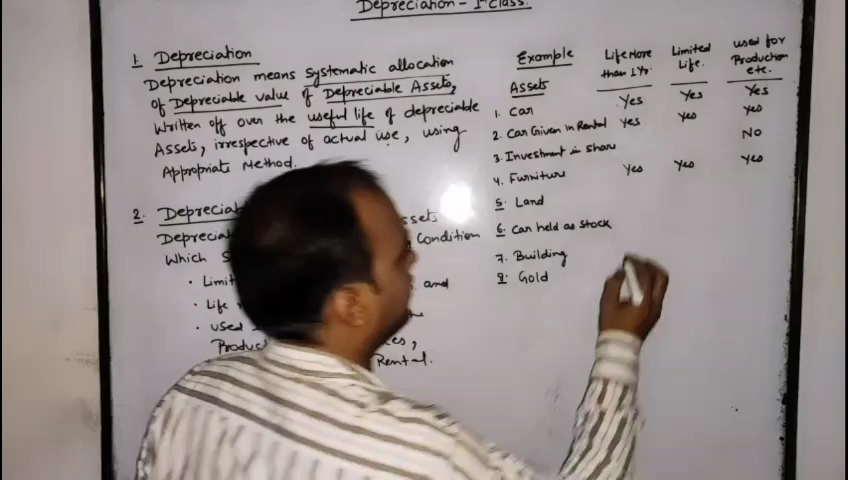 Depreciation - 1st Class.
1. Depreciation
Depreciation means systematic allocation
of Depreciable value of Depreciable Assets,
written off over the useful life of depreciable
Assets, irrespective of actual use, using
Appropriate Method.
2. Depreciab ssets
Depreciat Condition
Which S
• Limit and
• Life
• used
Produc ces,
Rental.
Example Life More than 1 Yr. Limited Life. used for Production etc.
Assets
1. Car Yes Yes Yes
2. Car Given in Rental Yes Yes Yes
3. Investment in Share NO
4. Furniture Yes Yes Yes
5. Land
6. Car held as Stock
7. Building
8. Gold